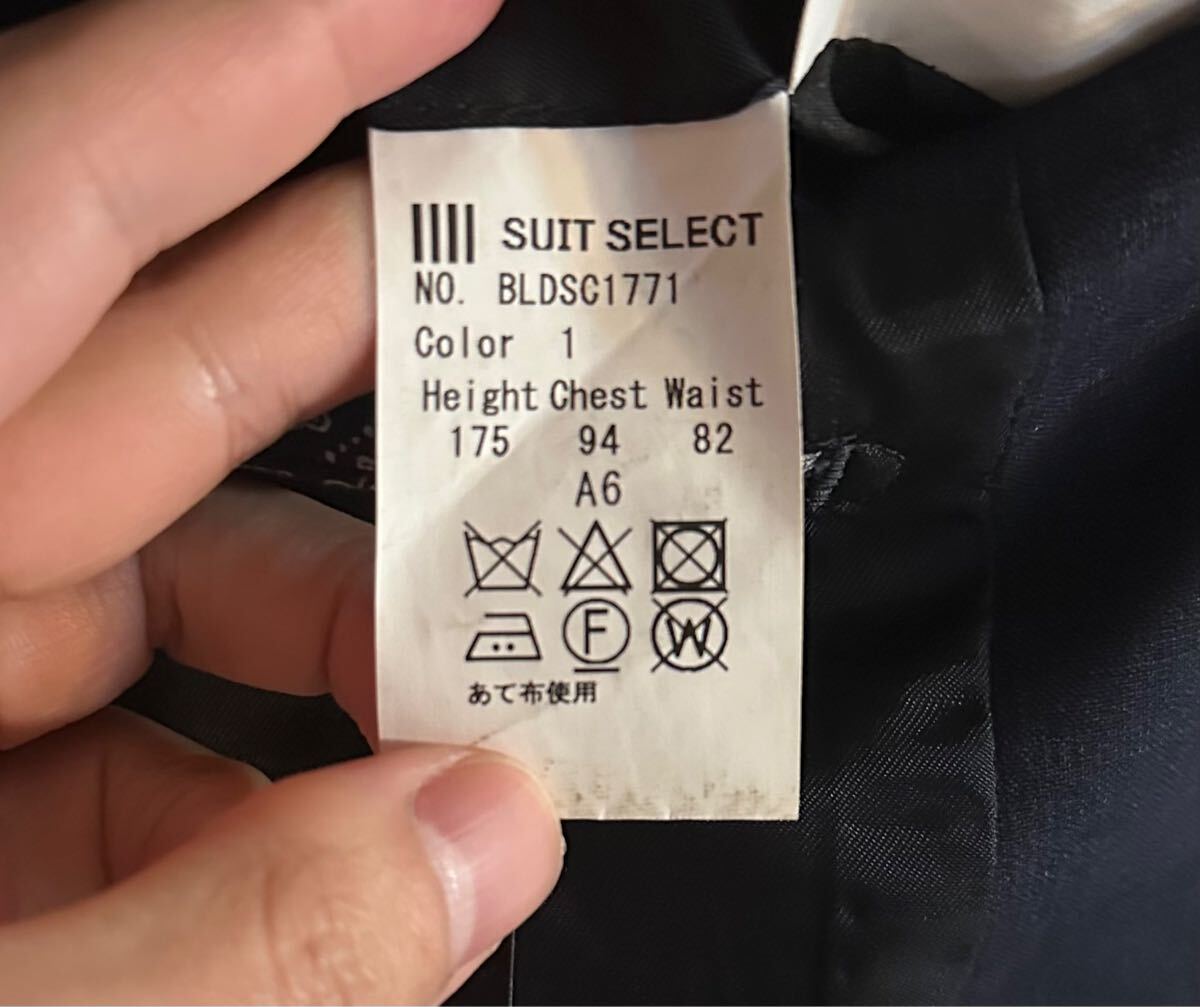 SUIT SELECT
NO. BLDSC1771
Color 1
Height Chest Waist
175 94 82
A6
F W
あて布使用